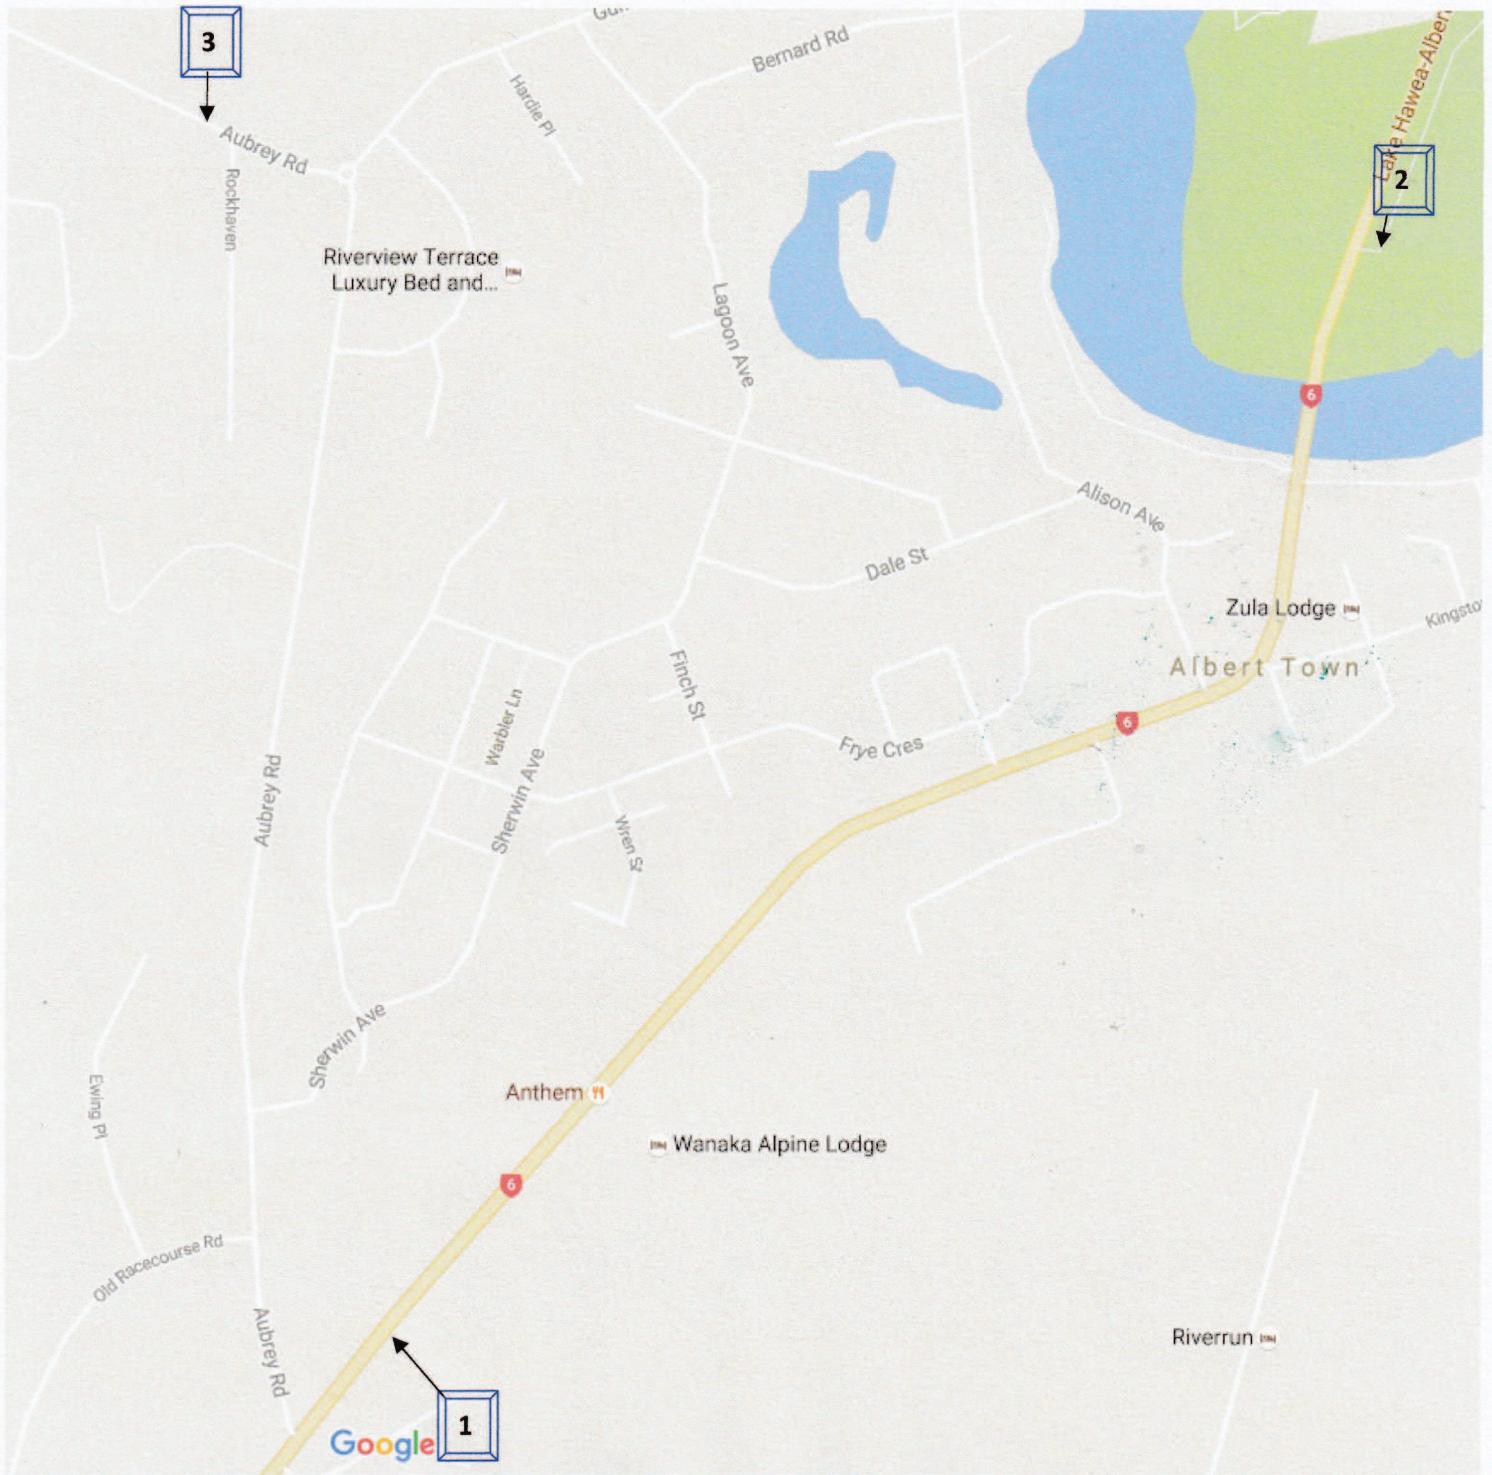 3
Bernard Rd
Hardie Pl
Aubrey Rd
Rockhaven
Lake Hawea-Alber
2
Riverview Terrace
Luxury Bed and...
Lagoon Ave
6
Alison Ave
Dale St
Zula Lodge
Kingsto
Albert Town
Finch St
Warbler Ln
6
Frye Cres
Aubrey Rd
Sherwin Ave
Wren St
Sherwin Ave
Ewing Pl
Anthem
Wanaka Alpine Lodge
6
Old Racecourse Rd
Aubrey Rd
Riverrun
1
Google